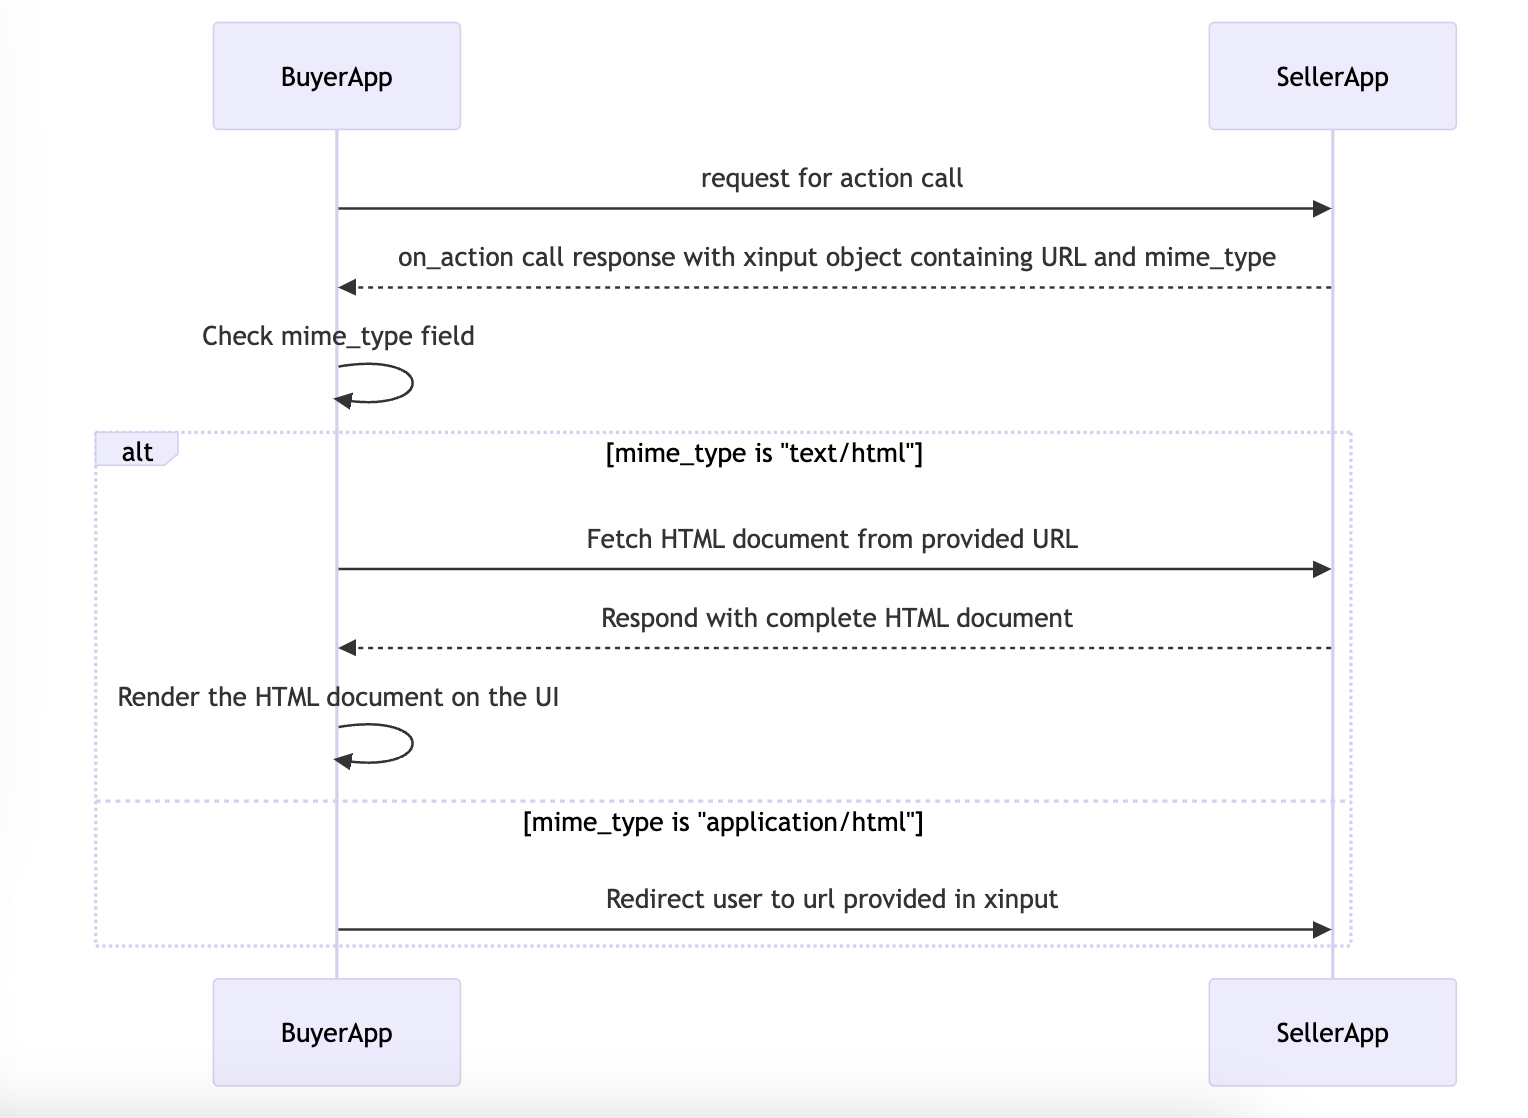 BuyerApp
SellerApp
request for action call
on_action call response with xinput object containing URL and mime_type
Check mime_type field
alt
[mime_type is "text/html"]
Fetch HTML document from provided URL
Respond with complete HTML document
Render the HTML document on the UI
[mime_type is "application/html"]
Redirect user to url provided in xinput
BuyerApp
SellerApp